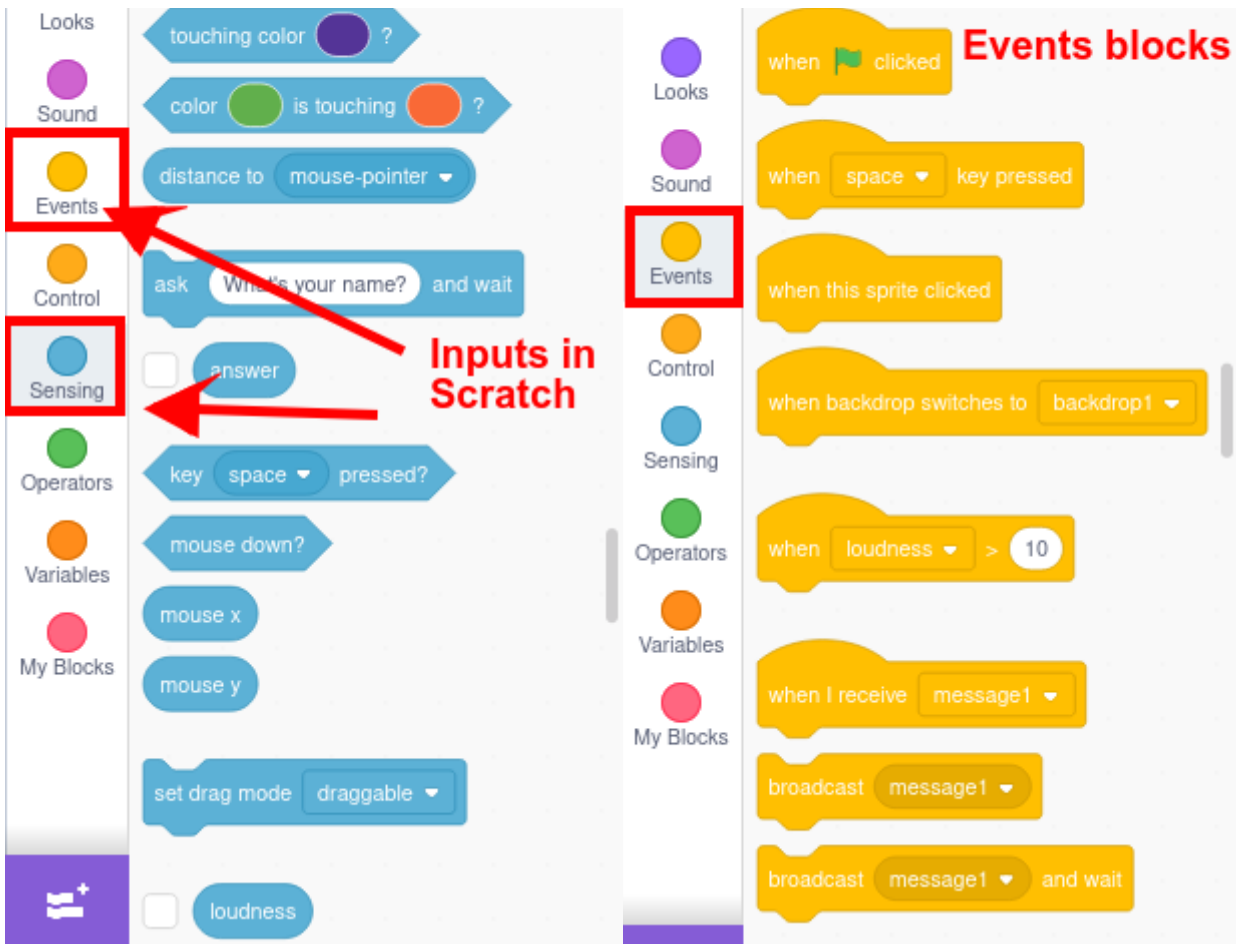 Looks
Sound
Events
Control
Sensing
Operators
Variables
My Blocks
touching color ?
color is touching ?
distance to mouse-pointer
ask What's your name? and wait
answer
Inputs in
Scratch
key space pressed?
mouse down?
mouse x
mouse y
set drag mode draggable
loudness
Looks
Sound
Events
Control
Sensing
Operators
Variables
My Blocks
Events blocks
when clicked
when space key pressed
when this sprite clicked
when backdrop switches to backdrop1
when loudness > 10
when I receive message1
broadcast message1
broadcast message1 and wait